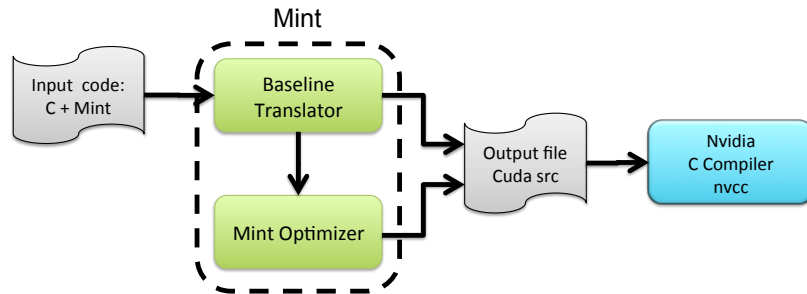 Mint
Input code:
C + Mint
Baseline
Translator
Mint Optimizer
Output file
Cuda src
Nvidia
C Compiler
nvcc